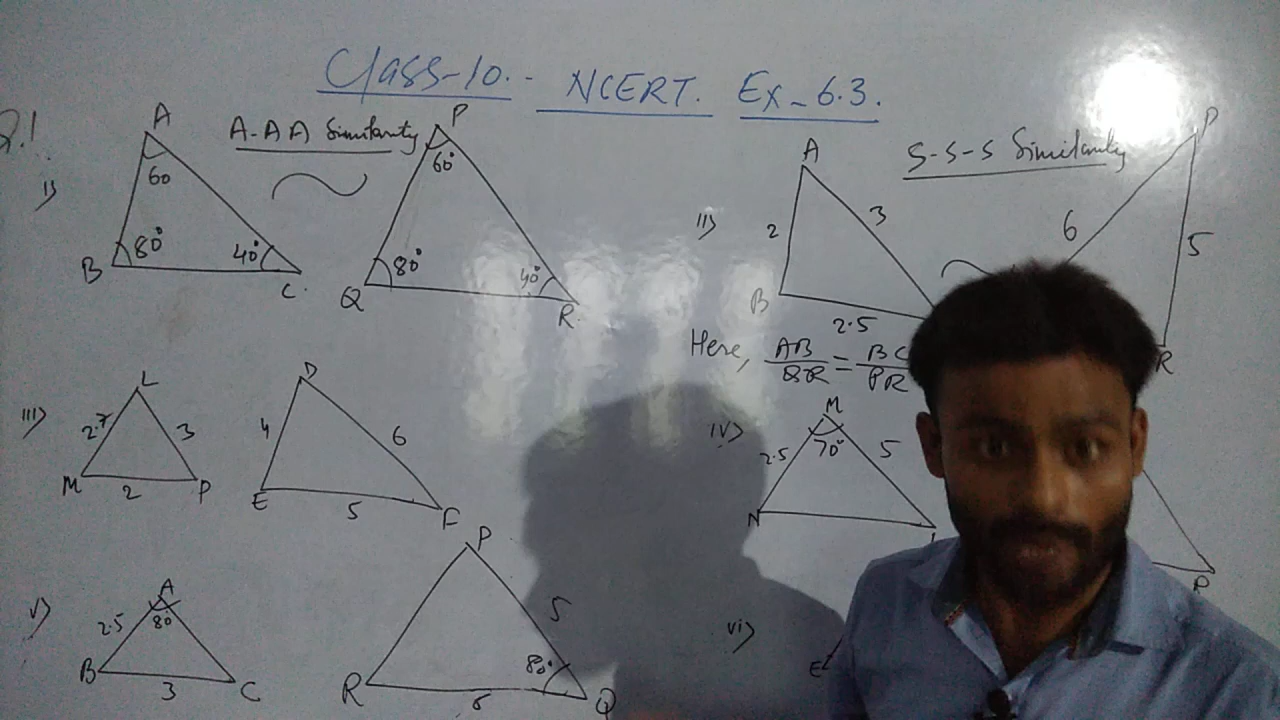 Class-10.- NCERT. Ex-6.3.
Q.1
i)
A-AA Similarity
A
60
B
80°
40°
C.
P
60°
Q
80°
40°
R.
ii)
S-S-S Similarity
A
2
3
B
2.5
P
6
5
R
Here, AB/QR = BC/PR
iii)
L
2.7
3
M
2
P
D
4
6
E
5
F
iv)
M
70°
2.5
5
N
v)
A
80
2.5
B
3
C
P
5
80°
R
6
Q
vi)
E